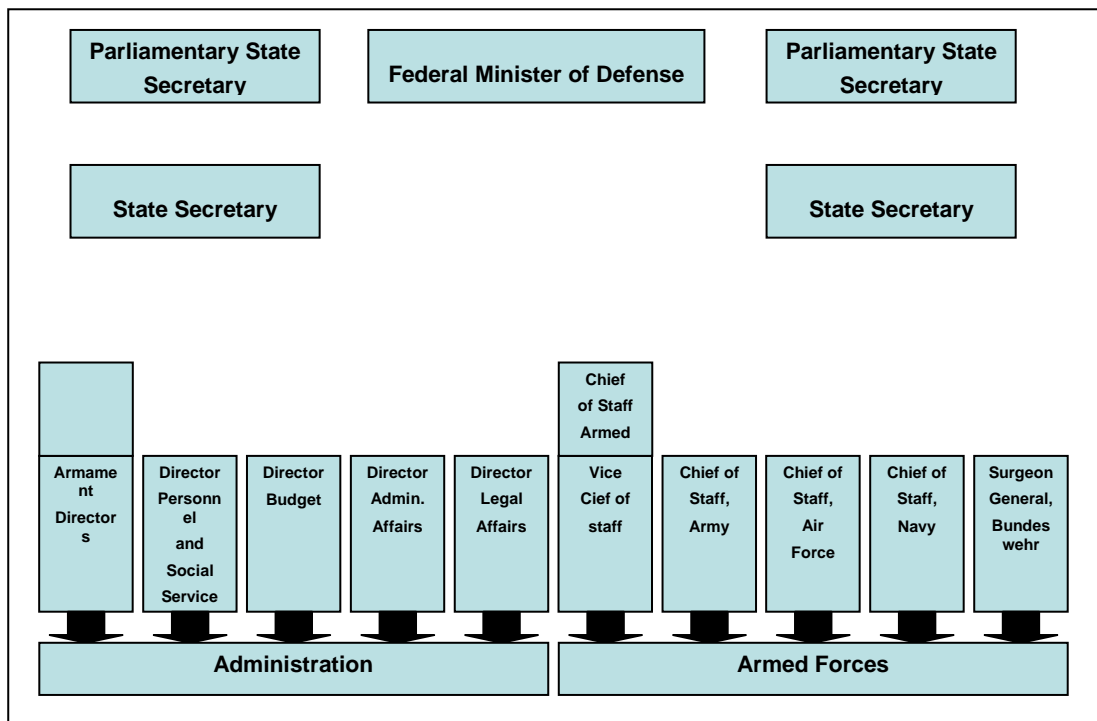 Parliamentary State
Secretary
Federal Minister of Defense
Parliamentary State
Secretary
State Secretary
State Secretary
Chief
of Staff
Armed
Armame
nt
Director
s
Director
Personn
nel
and
Social
Service
Director
Budget
Director
Admin.
Affairs
Director
Legal
Affairs
Vice
Cief of
staff
Chief of
Staff,
Army
Chief of
Staff,
Air
Force
Chief of
Staff,
Navy
Surgeon
General,
Bundes
wehr
Administration
Armed Forces